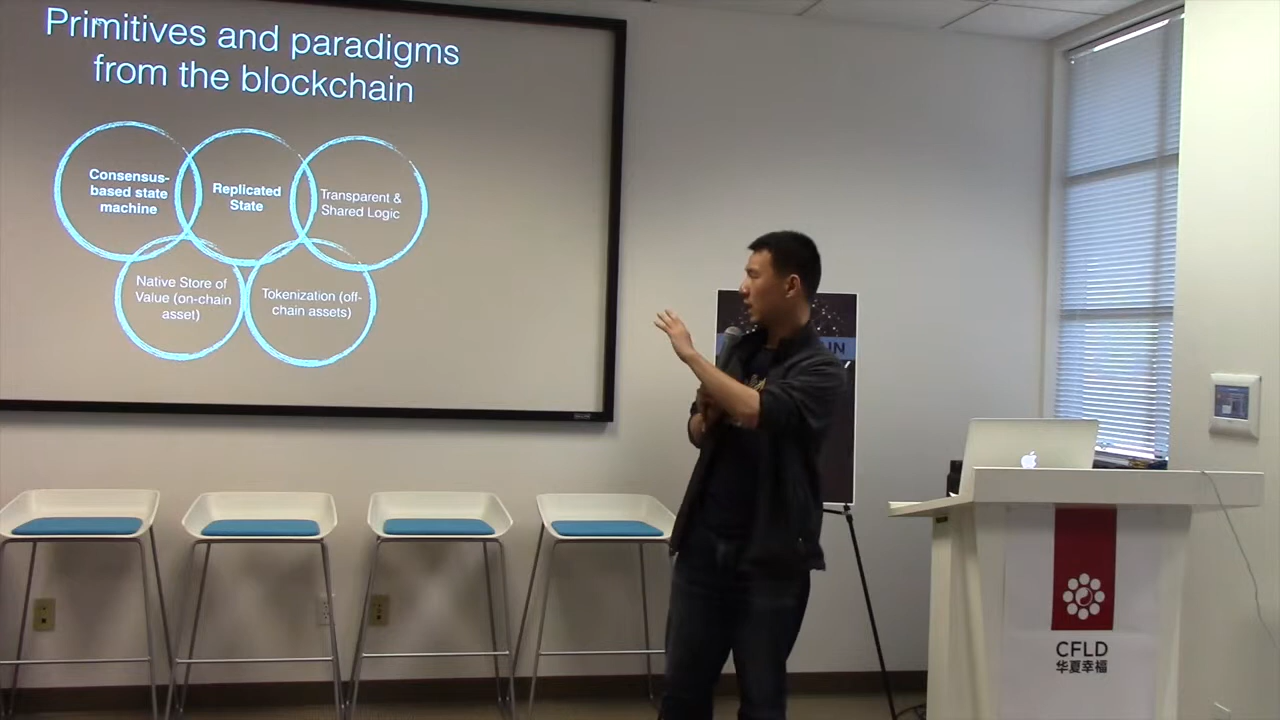 Primitives and paradigms
from the blockchain
Consensus-
based state
machine
Replicated
State
Transparent &
Shared Logic
Native Store of
Value (on-chain
asset)
Tokenization (off-
chain assets)
CFLD
华夏幸福